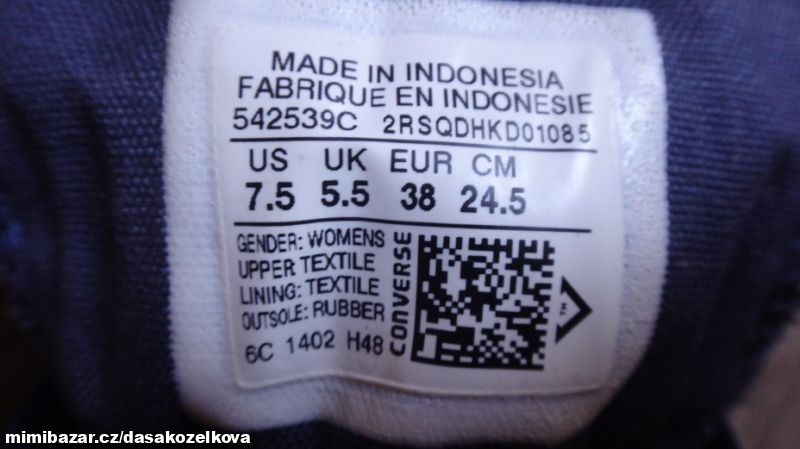 MADE IN INDONESIA
FABRIQUE EN INDONESIE
542539C 2RSQDHKD01085
US UK EUR CM
7.5 5.5 38 24.5
GENDER: WOMENS
UPPER TEXTILE
LINING: TEXTILE
OUTSOLE: RUBBER
6C 1402 H48
CONVERSE
TM
mimibazar.cz/dasakozelkova